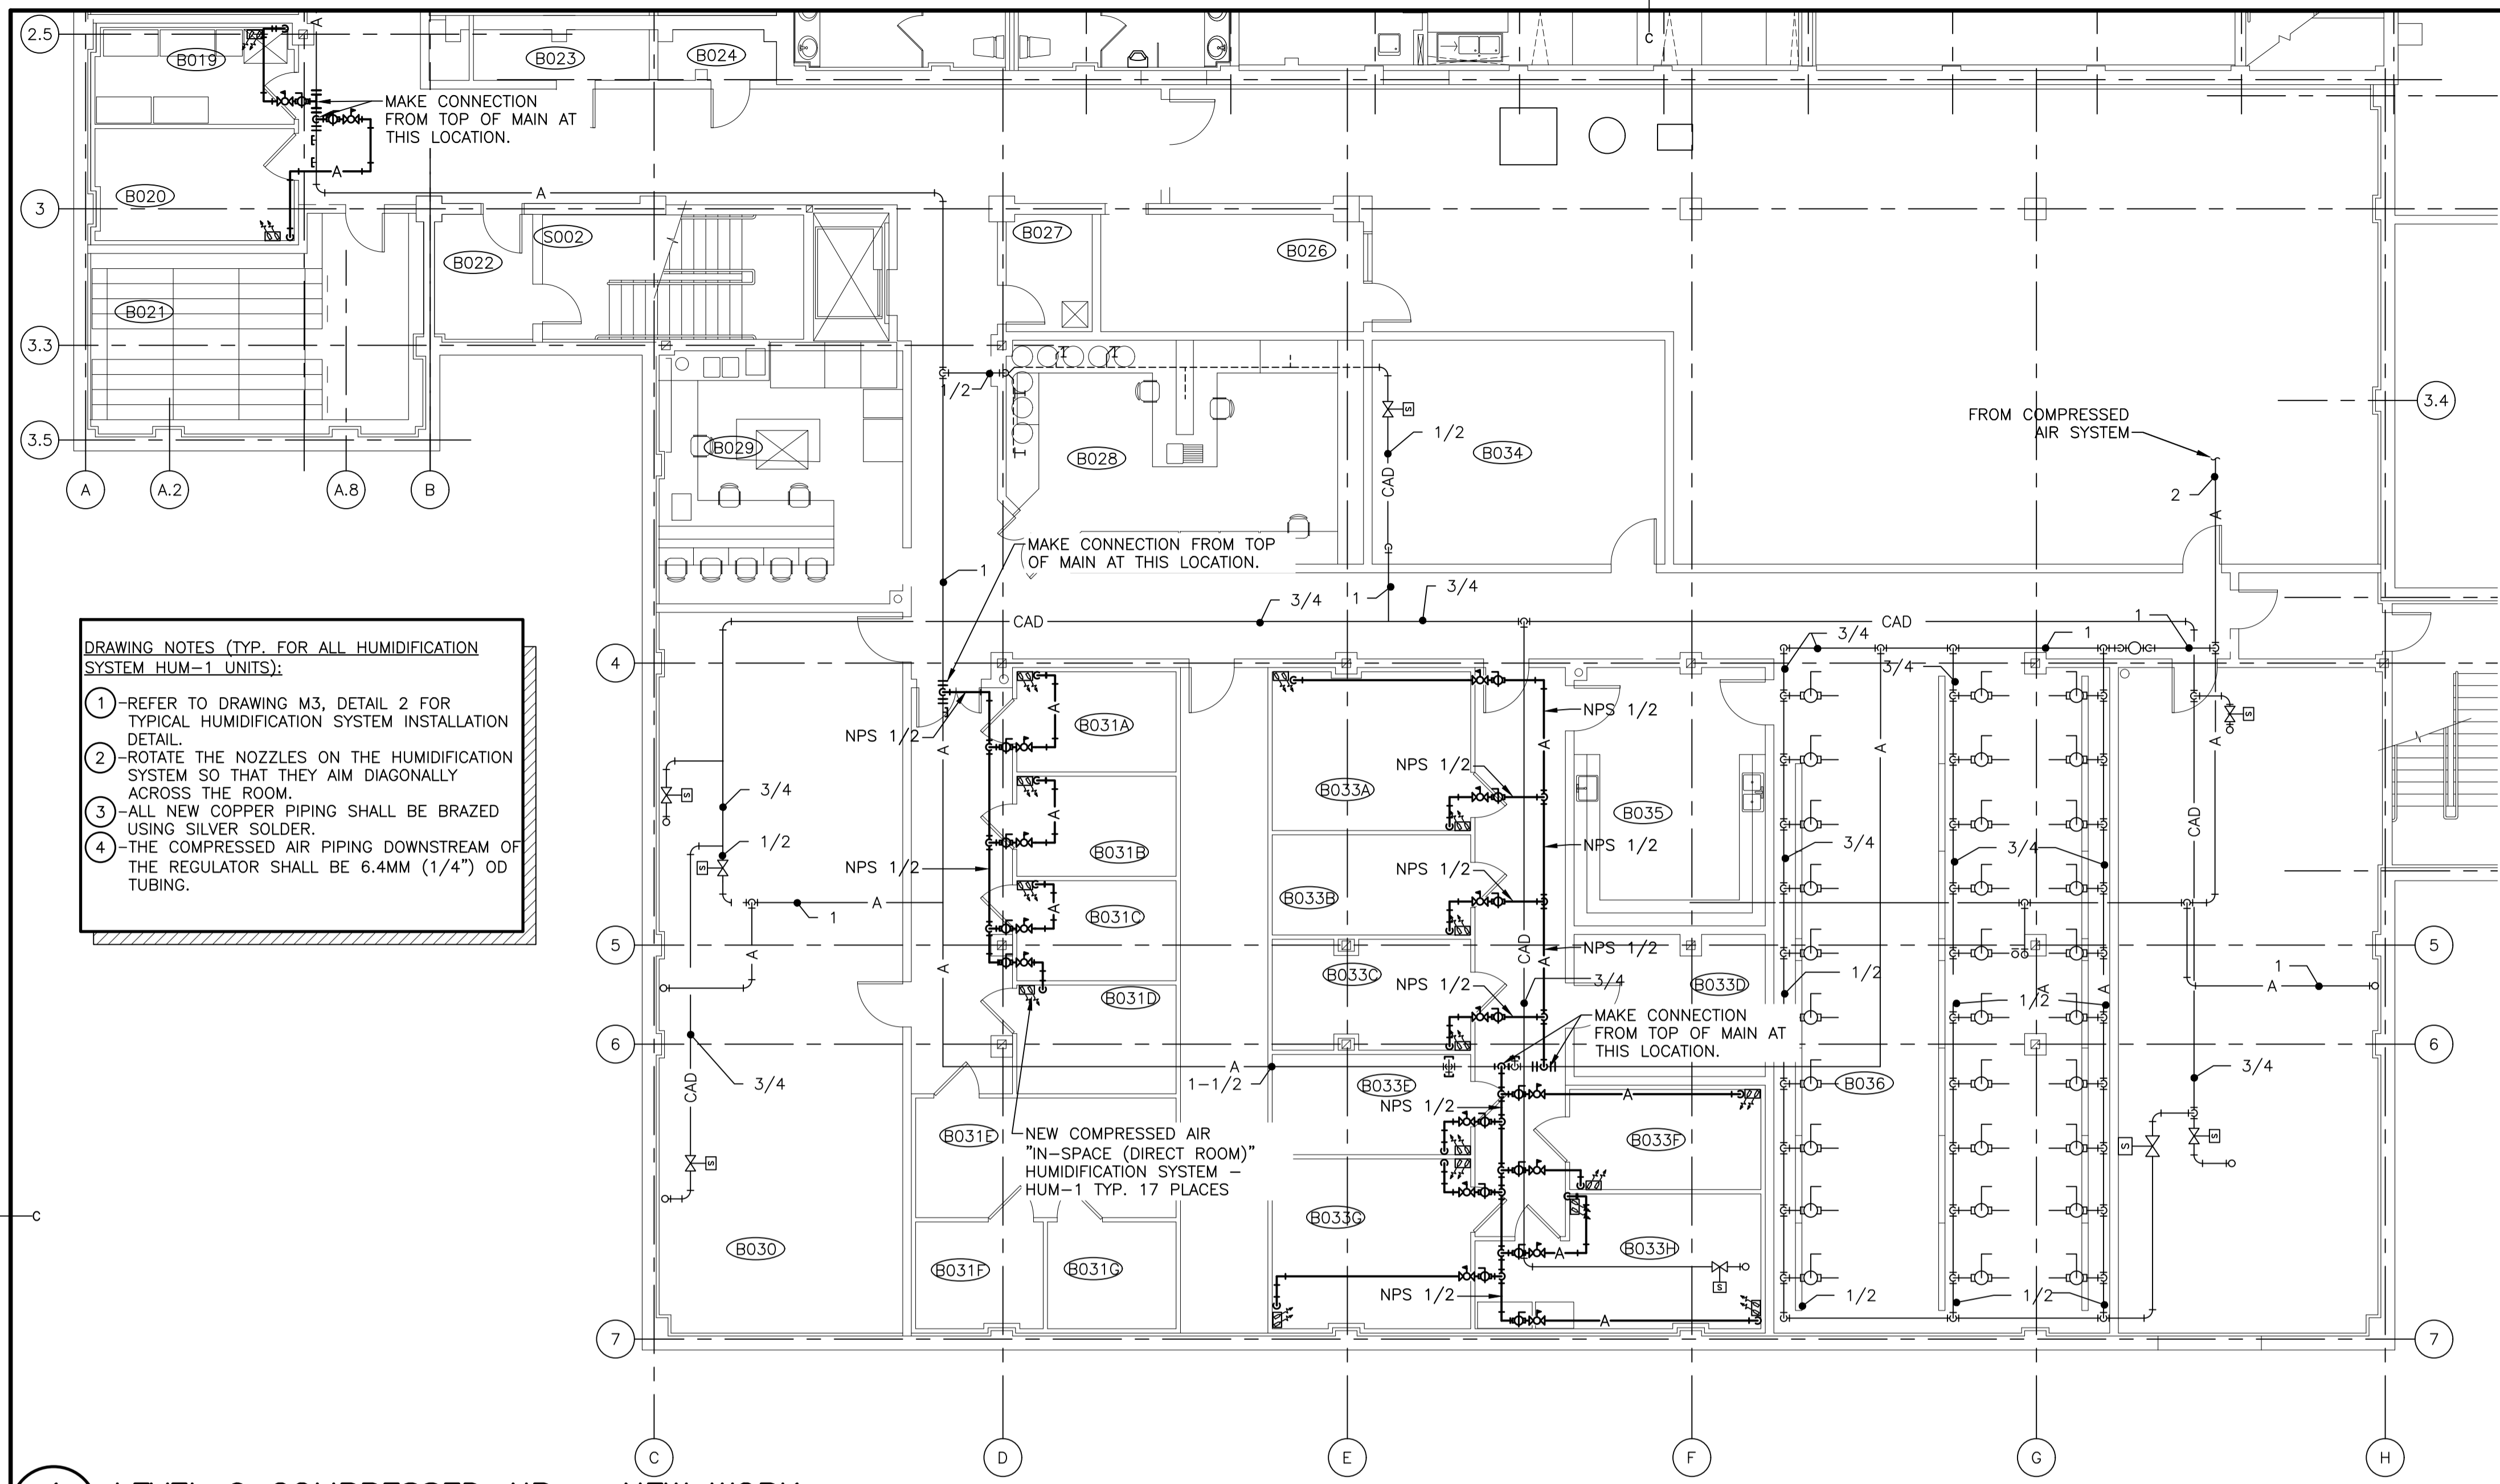 2.5
B019
B023
B024
A
C
MAKE CONNECTION
FROM TOP OF MAIN AT
THIS LOCATION.
A
B020
3
A
S002
B027
B026
B022
B021
3.3
1/2
3.4
FROM COMPRESSED
AIR SYSTEM
S
1/2
B029
B028
B034
3.5
CAD
2
A
A
A.2
A.8
B
MAKE CONNECTION FROM TOP
OF MAIN AT THIS LOCATION.
1
3/4
1
3/4
CAD
CAD
1
DRAWING NOTES (TYP. FOR ALL HUMIDIFICATION
SYSTEM HUM-1 UNITS):
1 -REFER TO DRAWING M3, DETAIL 2 FOR
TYPICAL HUMIDIFICATION SYSTEM INSTALLATION
DETAIL.
2 -ROTATE THE NOZZLES ON THE HUMIDIFICATION
SYSTEM SO THAT THEY AIM DIAGONALLY
ACROSS THE ROOM.
3 -ALL NEW COPPER PIPING SHALL BE BRAZED
USING SILVER SOLDER.
4 -THE COMPRESSED AIR PIPING DOWNSTREAM OF
THE REGULATOR SHALL BE 6.4MM (1/4") OD
TUBING.
4
3/4
1
3/4
A
B031A
NPS 1/2
NPS 1/2
A
A
A
A
S
NPS 1/2
B033A
B035
3/4
S
A
CAD
B031B
NPS 1/2
3/4
3/4
1/2
S
NPS 1/2
NPS 1/2
B033B
A
1
A
B031C
5
A
A
CAD
A
NPS 1/2
5
B033C
NPS 1/2
3/4
B033D
1/2
1
A
B031D
1/2
A
A
MAKE CONNECTION
FROM TOP OF MAIN AT
THIS LOCATION.
6
6
A
1-1/2
B033E
B036
3/4
CAD
3/4
NPS 1/2
A
B031E
NEW COMPRESSED AIR
"IN-SPACE (DIRECT ROOM)"
HUMIDIFICATION SYSTEM -
HUM-1 TYP. 17 PLACES
B033F
S
S
S
C
B033G
B030
B033H
A
B031F
B031G
S
NPS 1/2
1/2
1/2
A
7
7
C
D
E
F
G
H